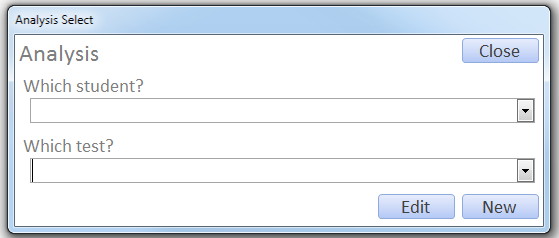 Analysis Select
Analysis
Close
Which student?
Which test?
Edit
New